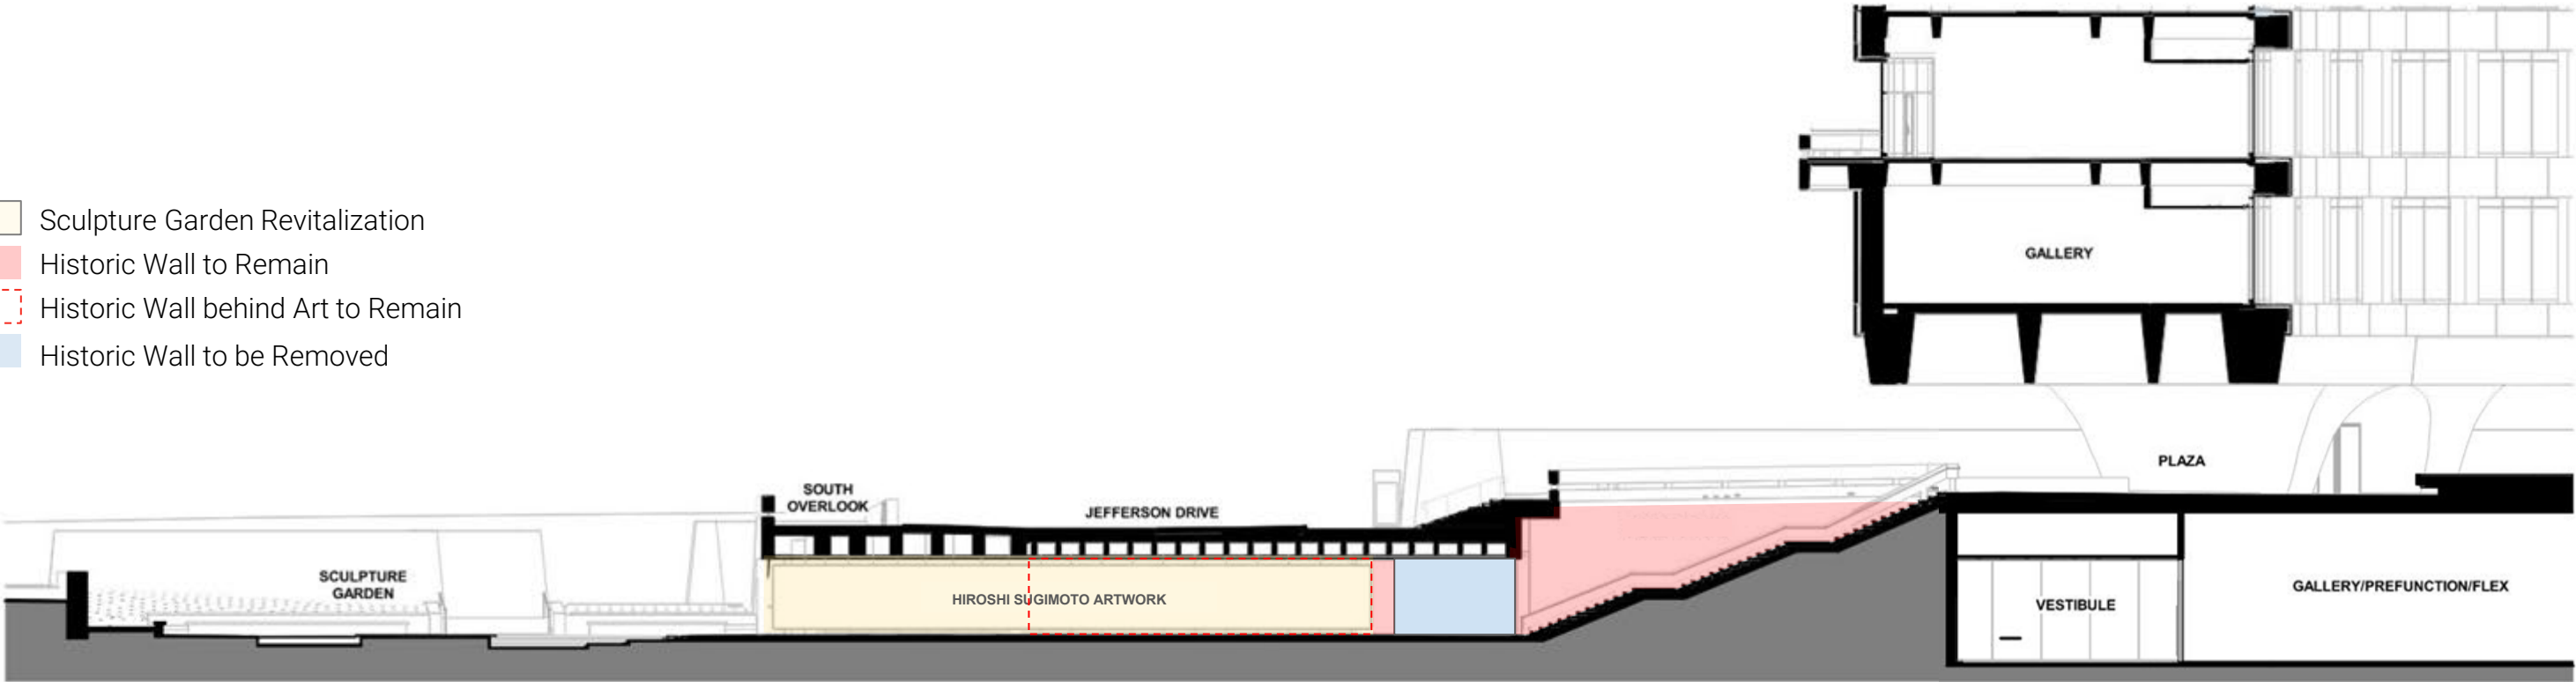 Sculpture Garden Revitalization
Historic Wall to Remain
Historic Wall behind Art to Remain
Historic Wall to be Removed
GALLERY
PLAZA
SOUTH
OVERLOOK
JEFFERSON DRIVE
SCULPTURE
GARDEN
HIROSHI SUGIMOTO ARTWORK
VESTIBULE
GALLERY/PREFUNCTION/FLEX